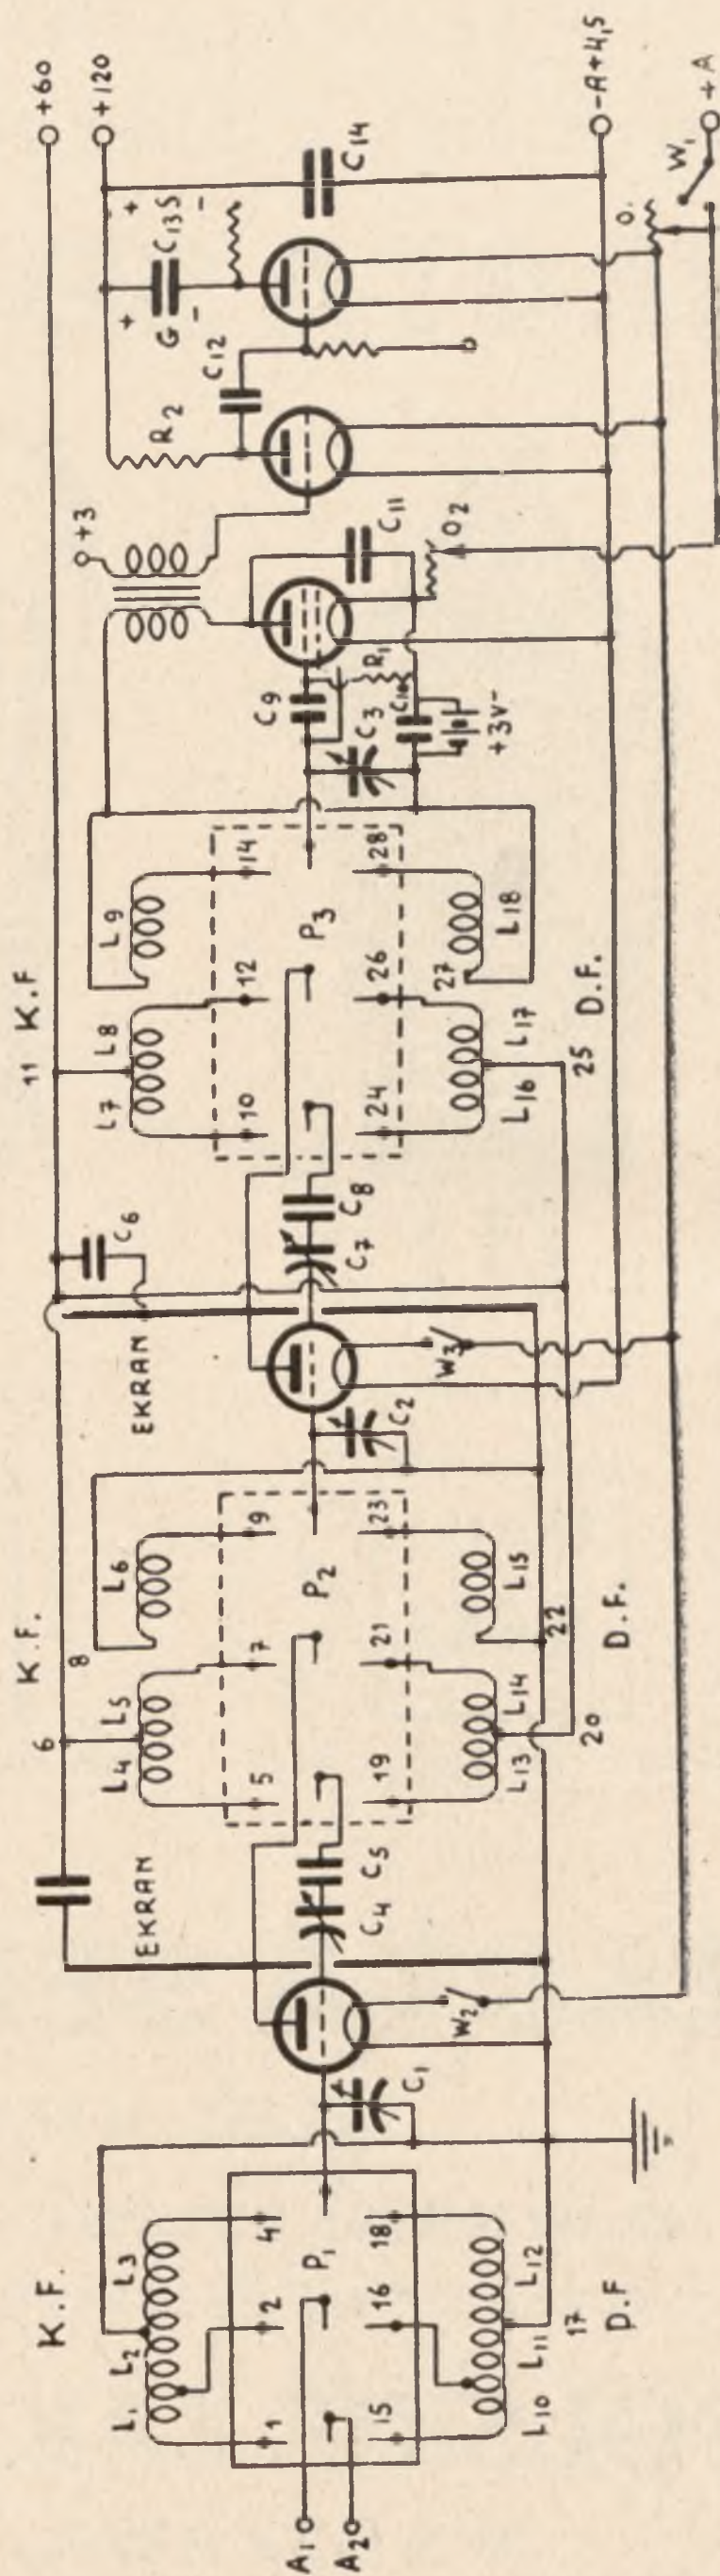 K.F.
L1 L2 L3
1
2
4
P1
A1
A2
15
16
18
L10 L11 L12
17
D.F
C1
W2
EKRAN
C4 C5
K.F.
6
8
L4 L5
L6
5
7
9
P2
19
21
23
L13 L14
L15
20
22
D.F.
C2
W3
EKRAN
C6
C7 C8
11
K.F
L7 L8
L9
10
12
14
P3
24
26
28
27
L16 L17
L18
25
D.F.
C9
C3
R1
C10
+3V-
C11
O2
+3
R2
C12
G
C13
S
+
-
+
-
C14
+60
+120
-A+4,5
O.
W1
+A